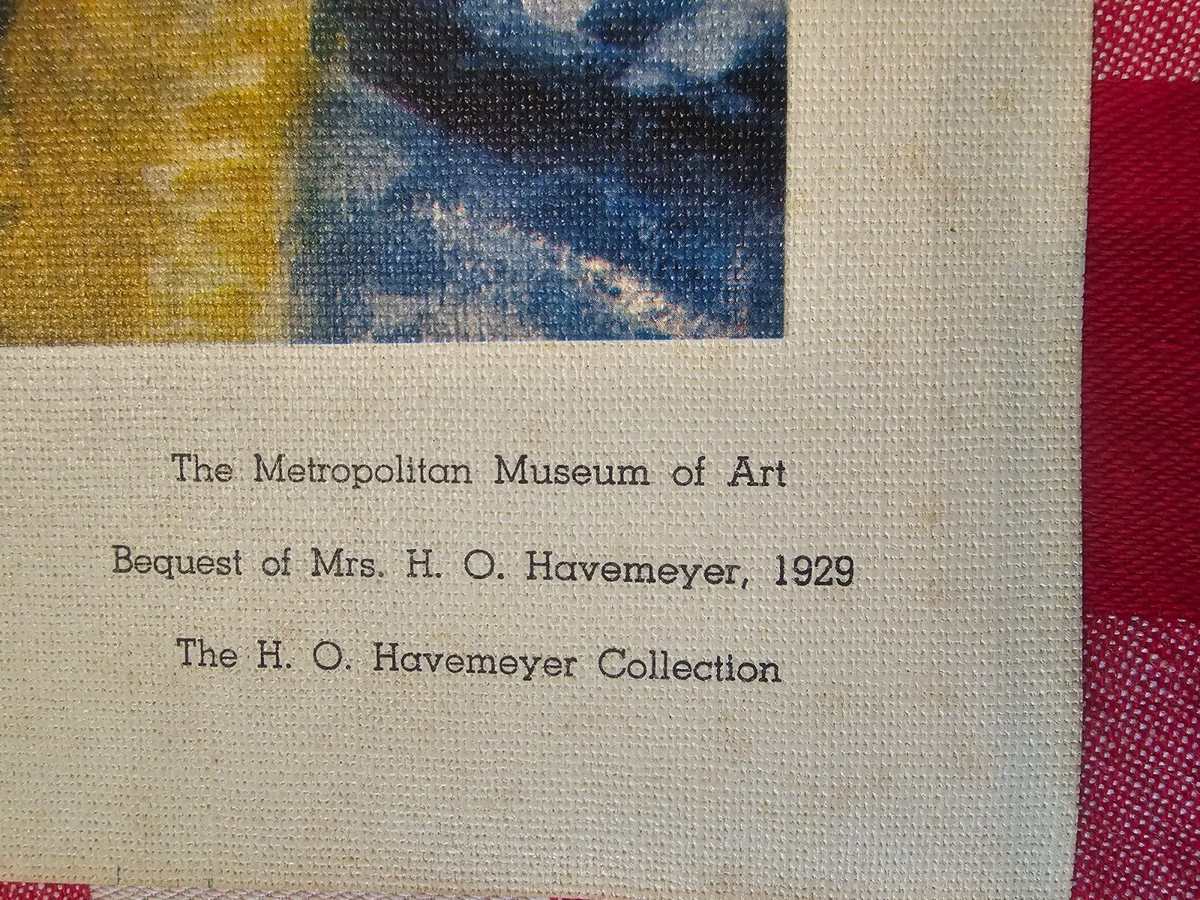 The Metropolitan Museum of Art
Bequest of Mrs. H. O. Havemeyer, 1929
The H. O. Havemeyer Collection